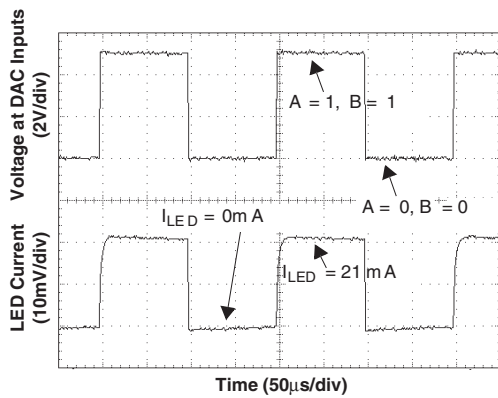 Voltage at DAC Inputs
(2V/div)
A = 1, B = 1
A = 0, B = 0
LED Current
(10mV/div)
ILED = 0mA
ILED = 21mA
Time (50μs/div)